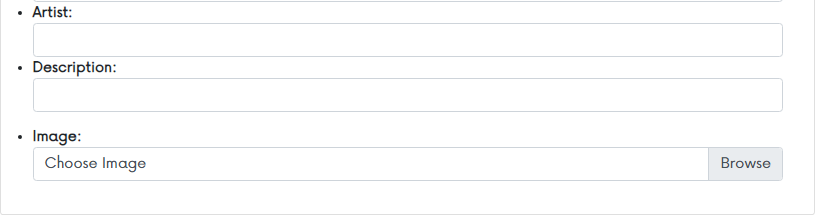 Artist:
Description:
Image:
Choose Image Browse